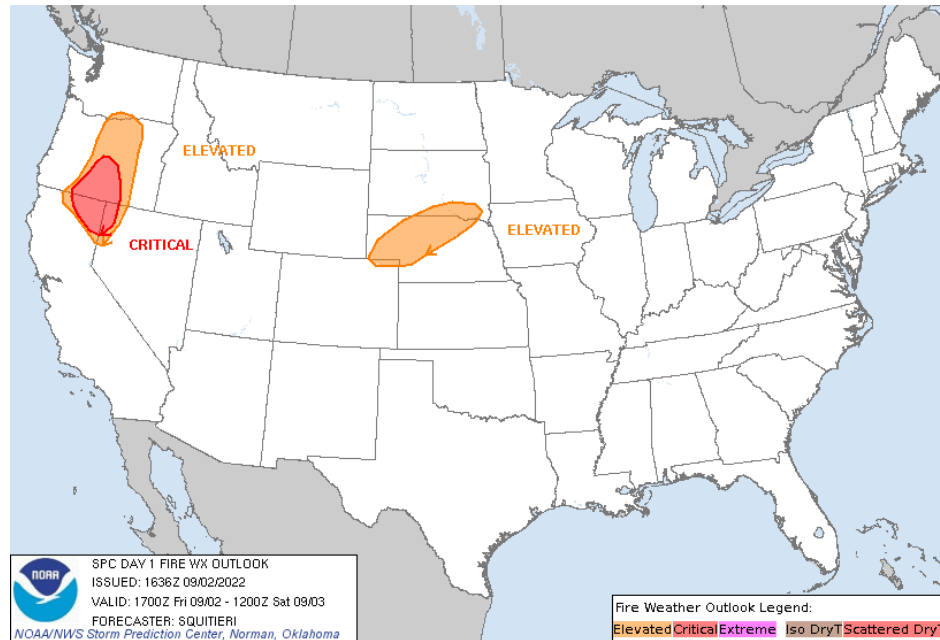 ELEVATED
ELEVATED
CRITICAL
NOAA
SPC DAY 1 FIRE WX OUTLOOK
ISSUED: 1636Z 09/02/2022
VALID: 1700Z Fri 09/02 - 1200Z Sat 09/03
FORECASTER: SQUITIERI
NOAA/NWS Storm Prediction Center, Norman, Oklahoma
Fire Weather Outlook Legend:
Elevated Critical Extreme Iso DryT Scattered DryT